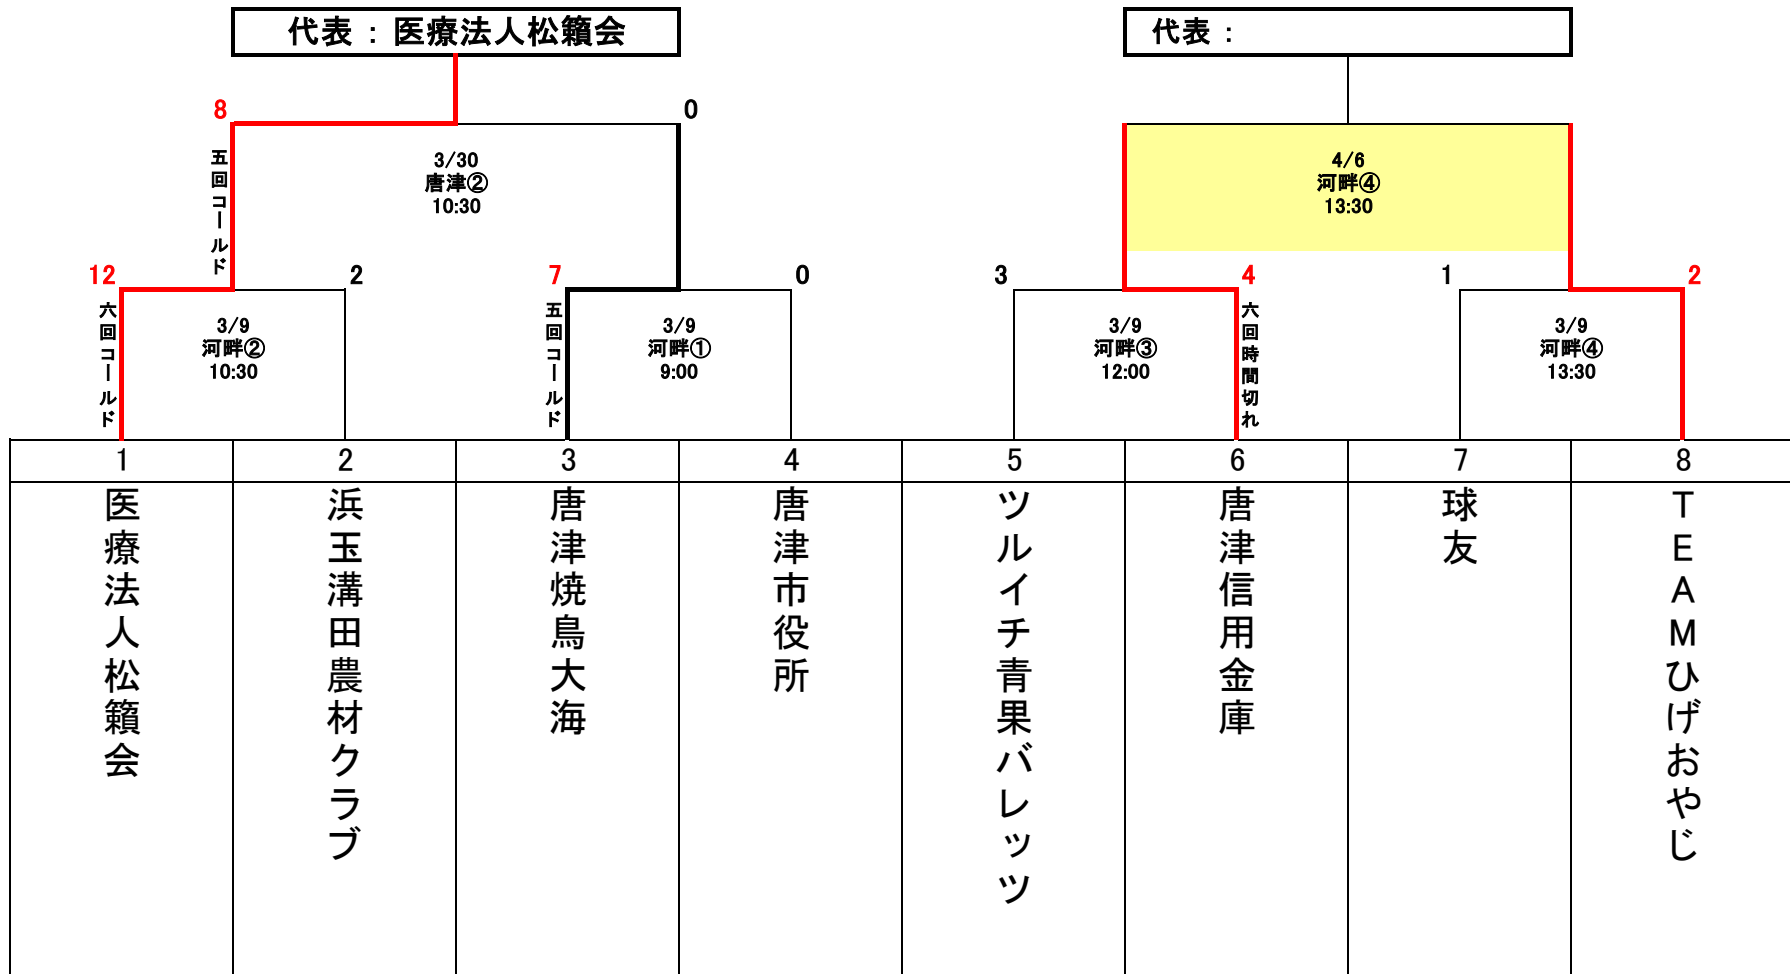 代表：医療法人松籟会
代表：
8
0
五回コールド
3/30
唐津②
10:30
4/6
河畔④
13:30
12
2
7
0
3
4
1
2
六回コールド
3/9
河畔②
10:30
五回コールド
3/9
河畔①
9:00
3/9
河畔③
12:00
六回時間切れ
3/9
河畔④
13:30
1
2
3
4
5
6
7
8
医療法人松籟会
浜玉溝田農材クラブ
唐津焼鳥大海
唐津市役所
ツルイチ青果バレッツ
唐津信用金庫
球友
TEAMひげおやじ